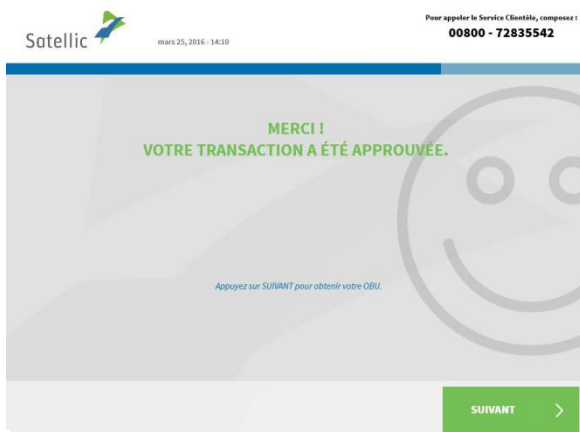 Satellic
mars 25, 2016 - 14:10
Pour appeler le Service Clientèle, composez :
00800 - 72835542
MERCI !
VOTRE TRANSACTION A ÉTÉ APPROUVÉE.
Appuyez sur SUIVANT pour obtenir votre OBU.
SUIVANT